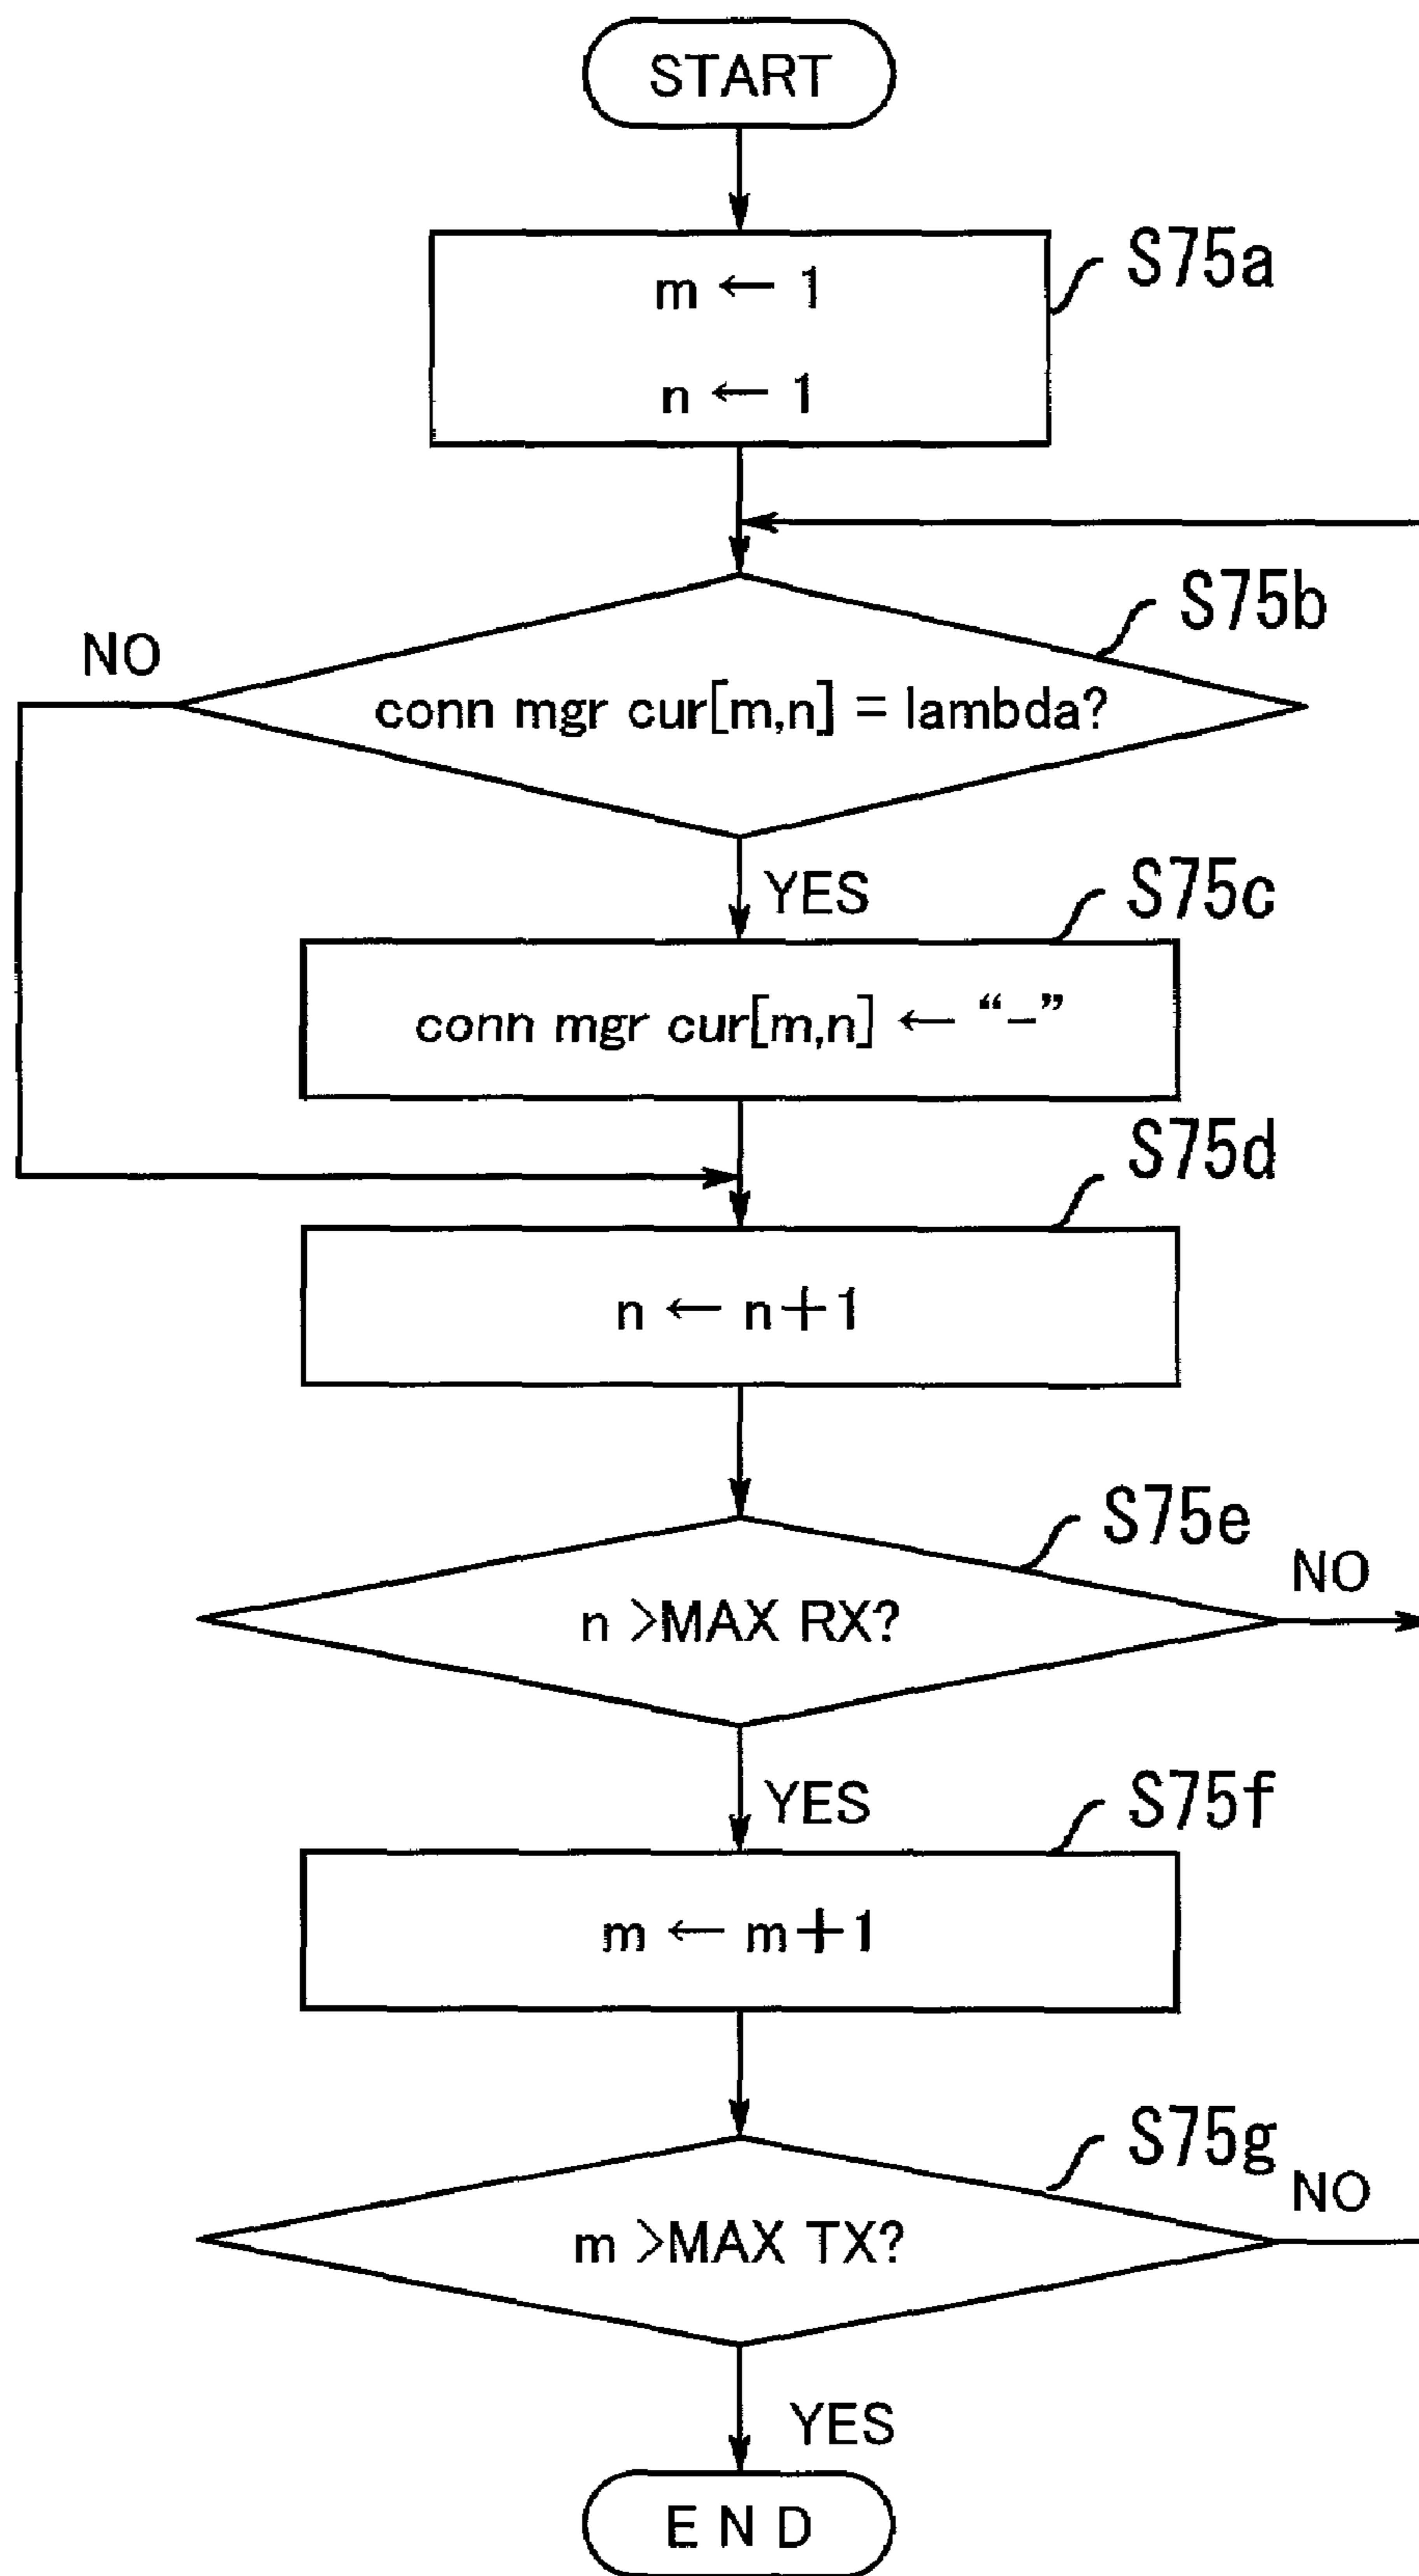 START
m ← 1
S75a
n ← 1
S75b
NO
conn mgr cur[m,n] = lambda?
YES
S75c
conn mgr cur[m,n] ← “–”
S75d
n ← n+1
S75e
NO
n >MAX RX?
YES
S75f
m ← m+1
S75g
NO
m >MAX TX?
YES
E N D